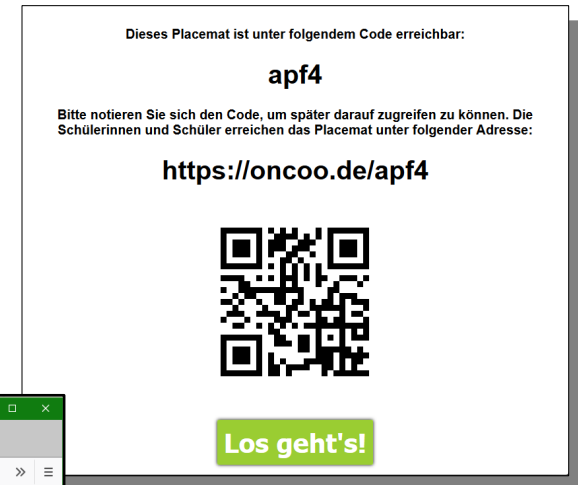 Dieses Placemat ist unter folgendem Code erreichbar:
apf4
Bitte notieren Sie sich den Code, um später darauf zugreifen zu können. Die
Schülerinnen und Schüler erreichen das Placemat unter folgender Adresse:
https://oncoo.de/apf4
Los geht's!